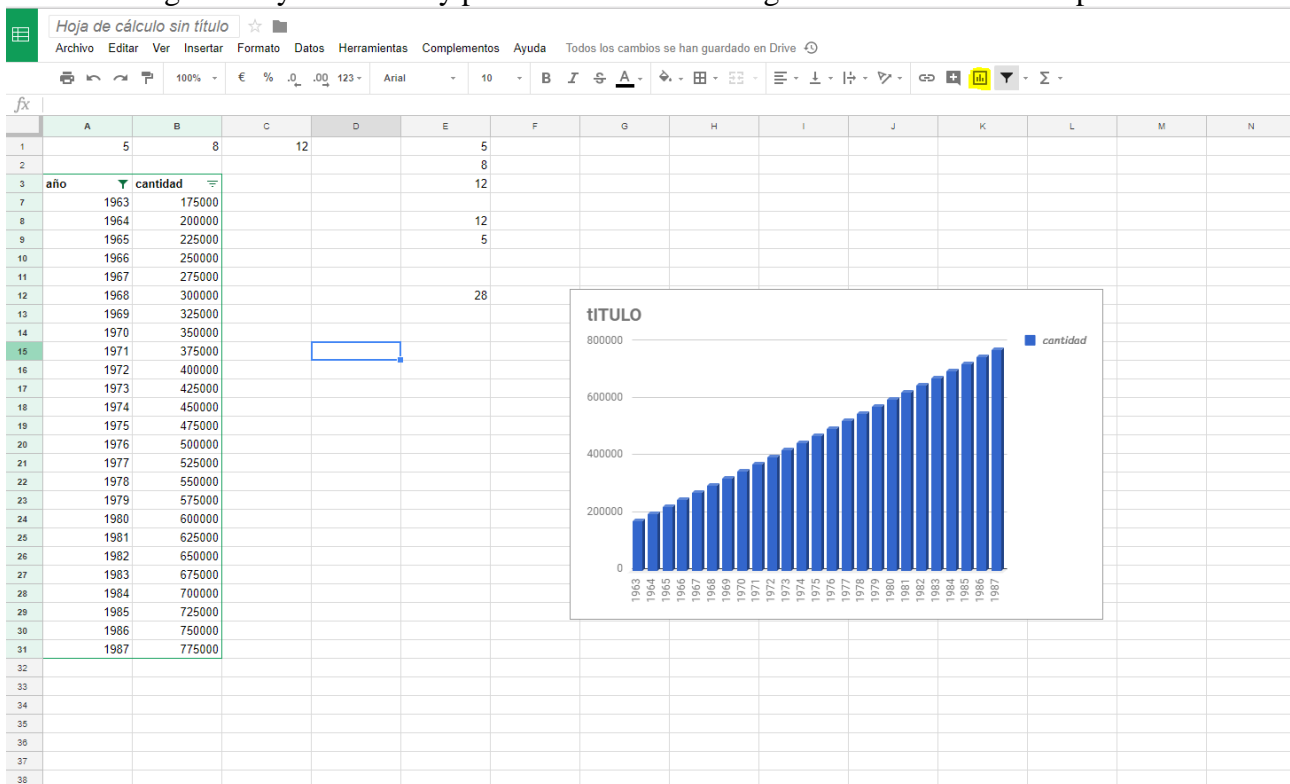 Hoja de cálculo sin título
Archivo Editar Ver Insertar Formato Datos Herramientas Complementos Ayuda Todos los cambios se han guardado en Drive
100% € % .0 .00 123 Arial 10 B I S A Σ
fx
A B C D E F G H I J K L M N
1 5 8 12 5
2 8
3 año cantidad 12
7 1963 175000
8 1964 200000 12
9 1965 225000 5
10 1966 250000
11 1967 275000
12 1968 300000 28
13 1969 325000
14 1970 350000
15 1971 375000
16 1972 400000
17 1973 425000
18 1974 450000
19 1975 475000
20 1976 500000
21 1977 525000
22 1978 550000
23 1979 575000
24 1980 600000
25 1981 625000
26 1982 650000
27 1983 675000
28 1984 700000
29 1985 725000
30 1986 750000
31 1987 775000
32
33
34
35
36
37
38
tITULO
800000
cantidad
600000
400000
200000
0
1963 1964 1965 1966 1967 1968 1969 1970 1971 1972 1973 1974 1975 1976 1977 1978 1979 1980 1981 1982 1983 1984 1985 1986 1987